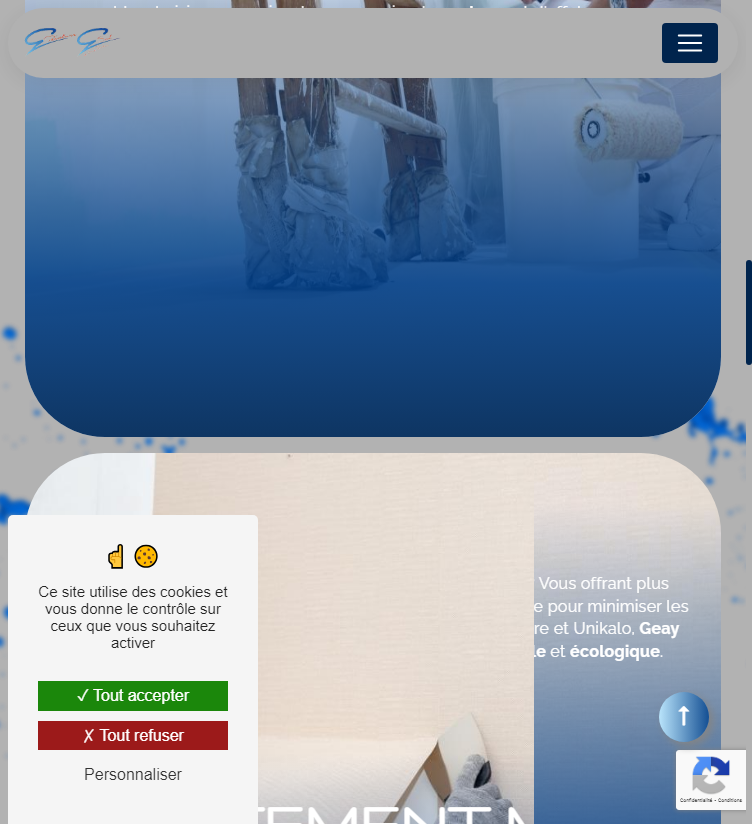 Vous offrant plus
pour minimiser les
re et Unikalo, Geay
et écologique.
Ce site utilise des cookies et
vous donne le contrôle sur
ceux que vous souhaitez
activer
✓ Tout accepter
✗ Tout refuser
Personnaliser
Confidentialité - Conditions
TEMENT